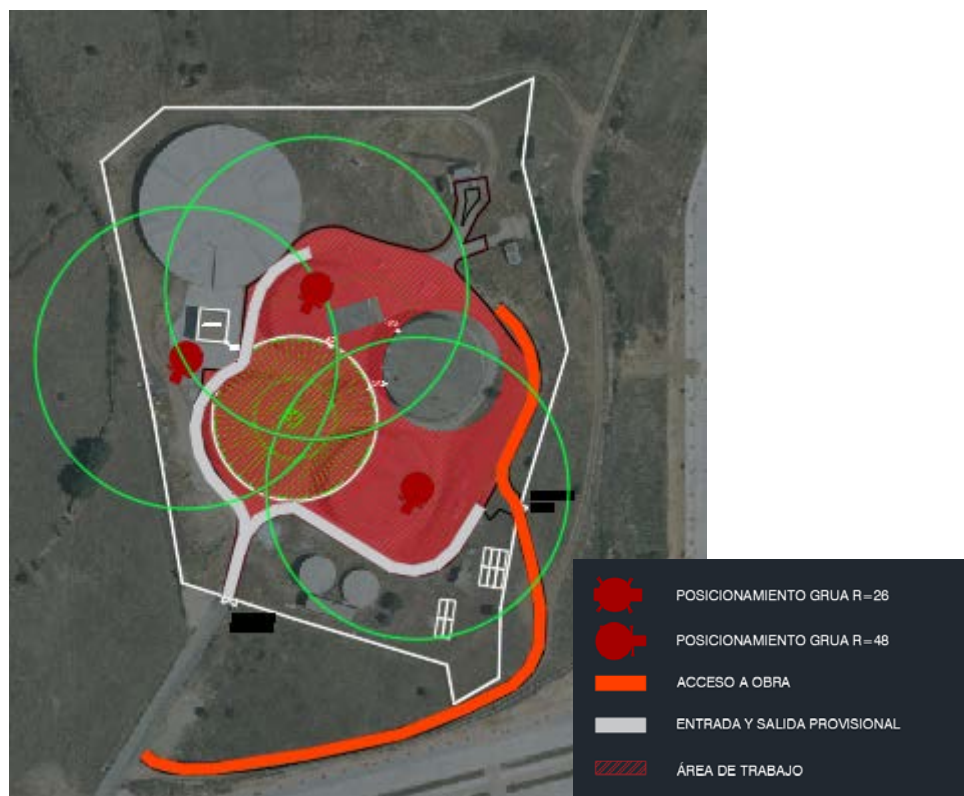 POSICIONAMIENTO GRUA R=26
POSICIONAMIENTO GRUA R=48
ACCESO A OBRA
ENTRADA Y SALIDA PROVISIONAL
ÁREA DE TRABAJO